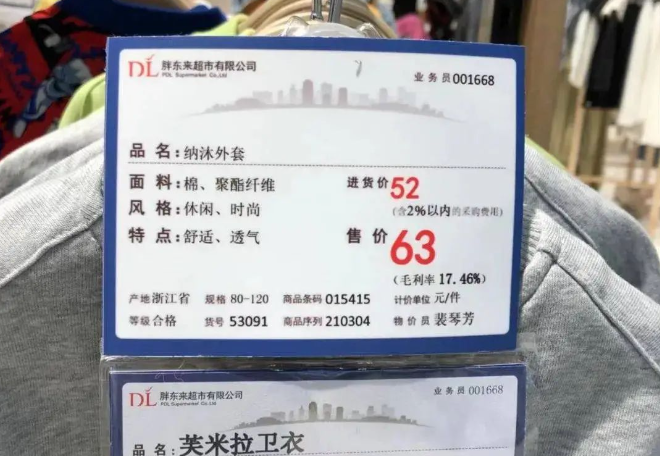 DL 胖东来超市有限公司
PDL Supermarket Co.,Ltd
业务员 001668
品名:纳沐外套
面料:棉、聚酯纤维 进货价 52
风格:休闲、时尚 (含2%以内的采购费用)
特点:舒适、透气 售价 63
(毛利率 17.46%)
产地 浙江省 规格 80-120 商品条码 015415 计价单位 元/件
等级 合格 货号 53091 商品序列 210304 物价员 裴琴芳
DL 胖东来超市有限公司
PDL Supermarket Co.,Ltd
业务员 001668
品名:芙米拉卫衣